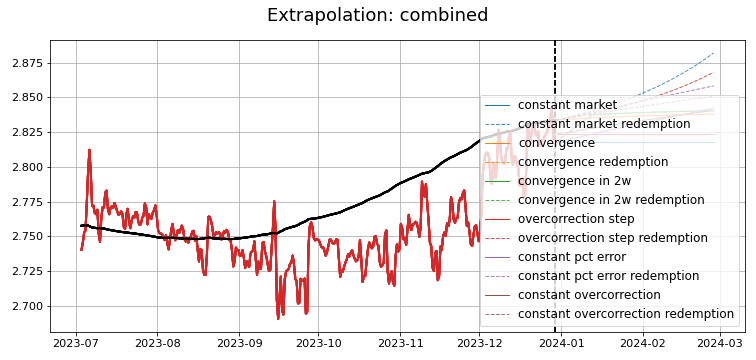 Extrapolation: combined
2.875
2.850
2.825
2.800
2.775
2.750
2.725
2.700
constant market
constant market redemption
convergence
convergence redemption
convergence in 2w
convergence in 2w redemption
overcorrection step
overcorrection step redemption
constant pct error
constant pct error redemption
constant overcorrection
constant overcorrection redemption
2023-07 2023-08 2023-09 2023-10 2023-11 2023-12 2024-01 2024-02 2024-03